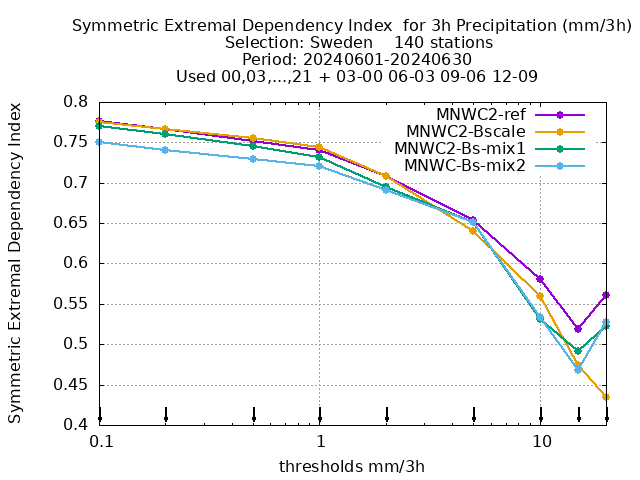 Symmetric Extremal Dependency Index  for 3h Precipitation (mm/3h)
Selection: Sweden    140 stations
Period: 20240601-20240630
Used 00,03,...,21 + 03-00 06-03 09-06 12-09
Symmetric Extremal Dependency Index
0.8
0.75
0.7
0.65
0.6
0.55
0.5
0.45
0.4
MNWC2-ref
MNWC2-Bscale
MNWC2-Bs-mix1
MNWC-Bs-mix2
0.1 1 10
thresholds mm/3h